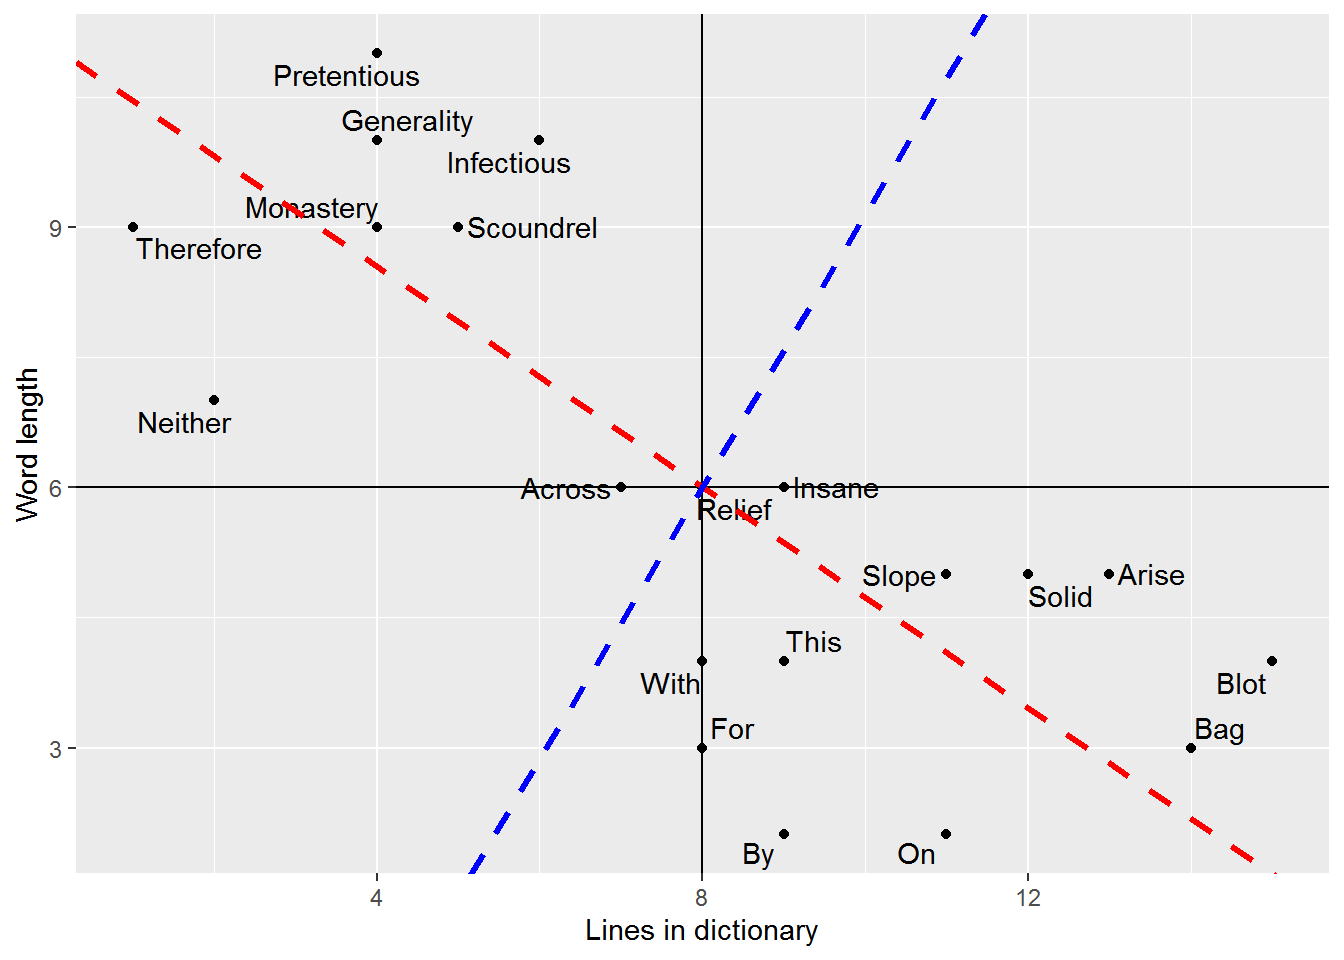 Pretentious
Generality
Infectious
Monastery
Scoundrel
9
Therefore
Neither
Word length
6
Across
Insane
Relief
Slope
Arise
Solid
This
With
Blot
For
Bag
3
By
On
4
8
12
Lines in dictionary